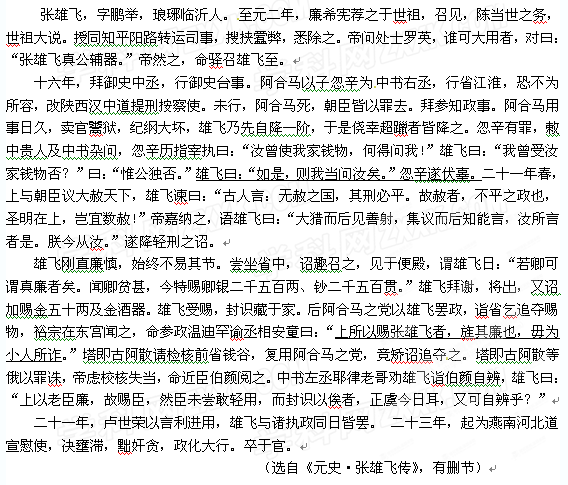 张雄飞，字鹏举，琅琊临沂人。至元二年，廉希宪荐之于世祖，召见，陈当世之务，
世祖大说。授同知平阳路转运司事，搜抉蠹弊，悉除之。帝问处士罗英，谁可大用者，对曰：
“张雄飞真公辅器。”帝然之，命驿召雄飞至。
十六年，拜御史中丞，行御史台事。阿合马以子忽辛为中书右丞，行省江淮，恐不为
所容，改陕西汉中道提刑按察使。未行，阿合马死，朝臣皆以罪去。拜参知政事。阿合马用
事日久，卖官鬻狱，纪纲大坏，雄飞乃先自降一阶，于是侥幸超躐者皆降之。忽辛有罪，敕
中贵人及中书杂问，忽辛历指宰执曰：“汝曾使我家钱物，何得问我！”雄飞曰：“我曾受汝
家钱物否？”曰：“惟公独否。”雄飞曰：“如是，则我当问汝矣。”忽辛遂伏辜。二十一年春，
上与朝臣议大赦天下，雄飞谏曰：“古人言：无赦之国，其刑必平。故赦者，不平之政也，
圣明在上，岂宜数赦！”帝嘉纳之，语雄飞曰：“大猎而后见善射，集议而后知能言，汝所言
者是。朕今从汝。”遂降轻刑之诏。
雄飞刚直廉慎，始终不易其节。尝坐省中，诏趣召之，见于便殿，谓雄飞曰：“若卿可
谓真廉者矣。闻卿贫甚，今特赐卿银二千五百两、钞二千五百贯。”雄飞拜谢，将出，又诏
加赐金五十两及金酒器。雄飞受赐，封识藏于家。后阿合马之党以雄飞罢政，诣省乞追夺赐
物，裕宗在东宫闻之，命参政温迪罕谕丞相安童曰：“上所以赐张雄飞者，旌其廉也，毋为
小人所诈。”塔即古阿散请检核前省钱谷，复用阿合马之党，竟矫诏追夺之。塔即古阿散等
俄以罪诛，帝虑校核失当，命近臣伯颜阅之。中书左丞耶律老哥劝雄飞诣伯颜自辨，雄飞曰：
“上以老臣廉，故赐臣，然臣未尝敢轻用，而封识以俟者，正虞今日耳，又可自辨乎？”
二十一年，卢世荣以言利进用，雄飞与诸执政同日皆罢。 二十三年，起为燕南河北道
宣慰使，决壅滞，黜奸贪，政化大行。卒于官。
（选自《元史·张雄飞传》，有删节）